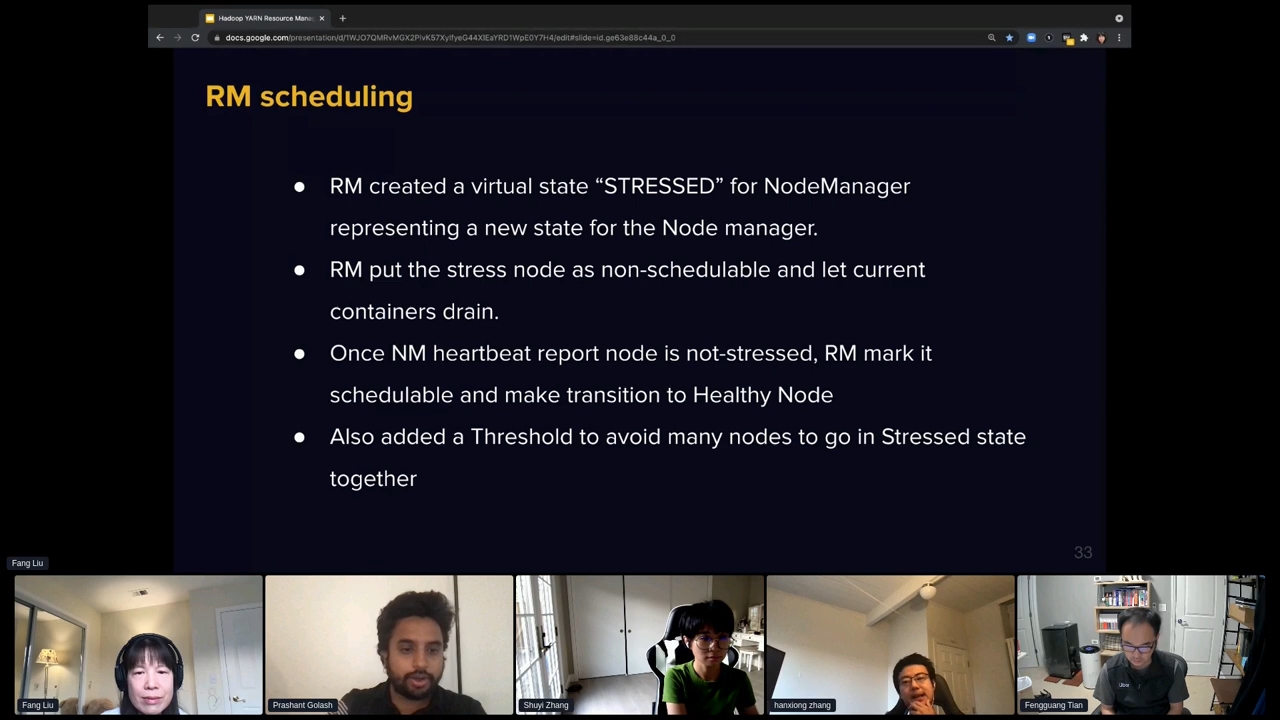 Hadoop YARN Resource Mana
docs.google.com/presentation/d/1WJO7QMRvMGX2PlvK57XyIfyeG44XlEaYRD1WpE0Y7H4/edit#slide=id.ge63e88c44a_0_0
RM scheduling
● RM created a virtual state “STRESSED” for NodeManager
representing a new state for the Node manager.
● RM put the stress node as non-schedulable and let current
containers drain.
● Once NM heartbeat report node is not-stressed, RM mark it
schedulable and make transition to Healthy Node
● Also added a Threshold to avoid many nodes to go in Stressed state
together
33
Fang Liu
Fang Liu
Prashant Golash
Shuyi Zhang
hanxiong zhang
Fengguang Tian
Uber